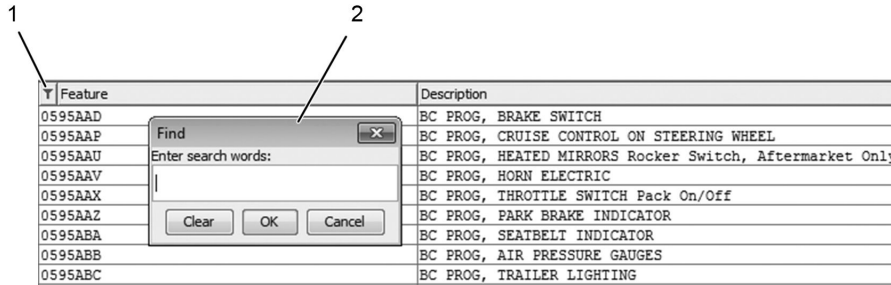 1
2
Feature Description
0595AAD BC PROG, BRAKE SWITCH
0595AAP BC PROG, CRUISE CONTROL ON STEERING WHEEL
0595AAU BC PROG, HEATED MIRRORS Rocker Switch, Aftermarket Only
0595AAV BC PROG, HORN ELECTRIC
0595AAX BC PROG, THROTTLE SWITCH Pack On/Off
0595AAZ BC PROG, PARK BRAKE INDICATOR
0595ABA BC PROG, SEATBELT INDICATOR
0595ABB BC PROG, AIR PRESSURE GAUGES
0595ABC BC PROG, TRAILER LIGHTING
Find
Enter search words:
Clear OK Cancel